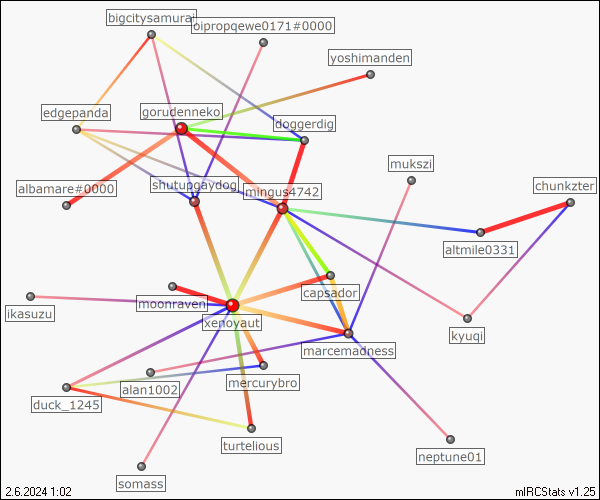 bigcitysamurai
oipropqewe0171#0000
yoshimanden
edgepanda
gorudenneko
doggerdig
mukszi
albamare#0000
shutupgaydog
mingus4742
chunkzter
altmile0331
ikasuzu
moonraven
capsador
xenoyaut
kyuqi
marcemadness
alan1002
mercurybro
duck_1245
turtelious
neptune01
somass
2.6.2024 1:02
mIRCStats v1.25